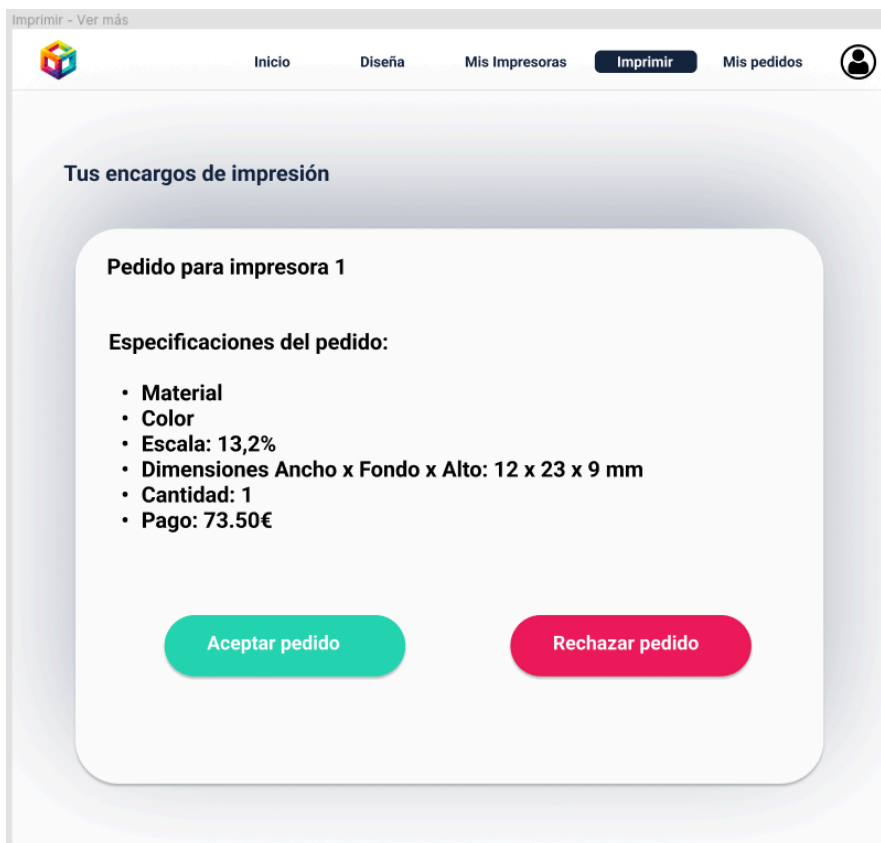 Imprimir - Ver más
Inicio
Diseña
Mis Impresoras
Imprimir
Mis pedidos
Tus encargos de impresión
Pedido para impresora 1
Especificaciones del pedido:
• Material
• Color
• Escala: 13,2%
• Dimensiones Ancho x Fondo x Alto: 12 x 23 x 9 mm
• Cantidad: 1
• Pago: 73.50€
Aceptar pedido
Rechazar pedido